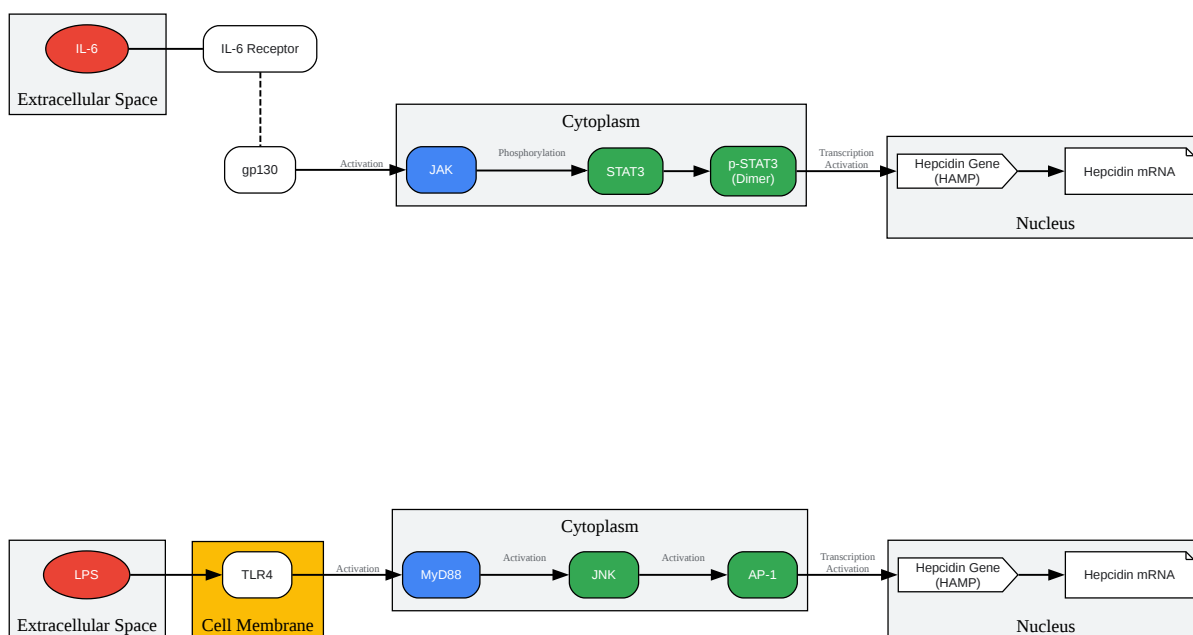 IL-6
IL-6 Receptor
Extracellular Space
Cytoplasm
gp130
Activation
JAK
Phosphorylation
STAT3
p-STAT3
(Dimer)
Transcription
Activation
Hepcidin Gene
(HAMP)
Hepcidin mRNA
Nucleus
Cytoplasm
LPS
TLR4
Activation
MyD88
Activation
JNK
Activation
AP-1
Transcription
Activation
Hepcidin Gene
(HAMP)
Hepcidin mRNA
Extracellular Space
Cell Membrane
Nucleus